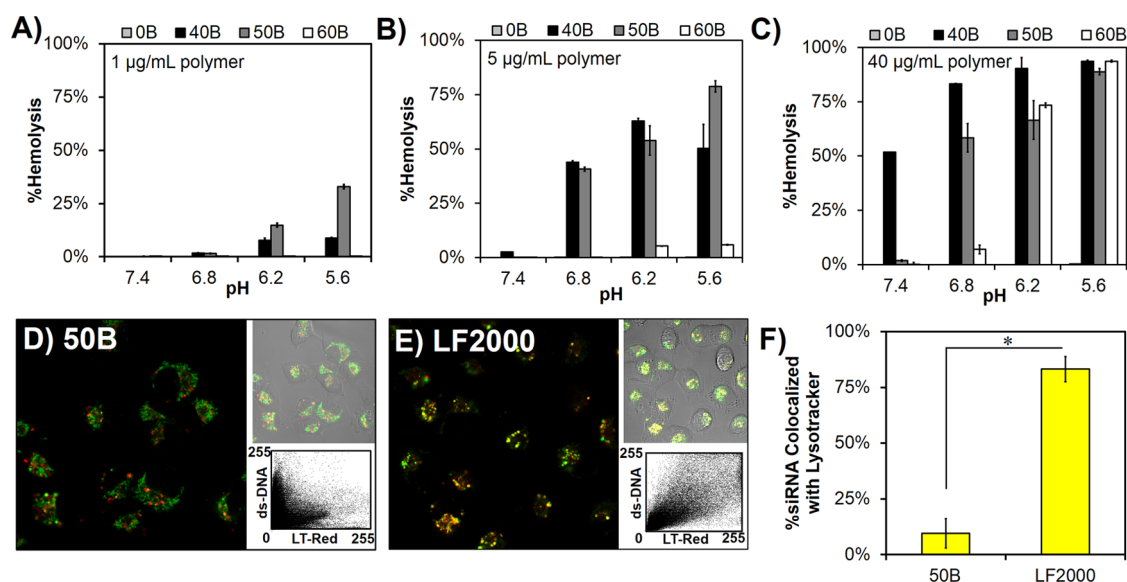 A)
0B 40B 50B 60B
100%
75%
50%
25%
0%
%Hemolysis
1 µg/mL polymer
7.4 6.8 6.2 5.6
pH
B)
0B 40B 50B 60B
100%
75%
50%
25%
0%
%Hemolysis
5 µg/mL polymer
7.4 6.8 6.2 5.6
pH
C)
0B 40B 50B 60B
100%
75%
50%
25%
0%
%Hemolysis
40 µg/mL polymer
7.4 6.8 6.2 5.6
pH
D) 50B
255
ds-DNA
0 LT-Red 255
E) LF2000
255
ds-DNA
0 LT-Red 255
F)
100%
75%
50%
25%
0%
%siRNA Colocalized
with Lysotracker
*
50B LF2000